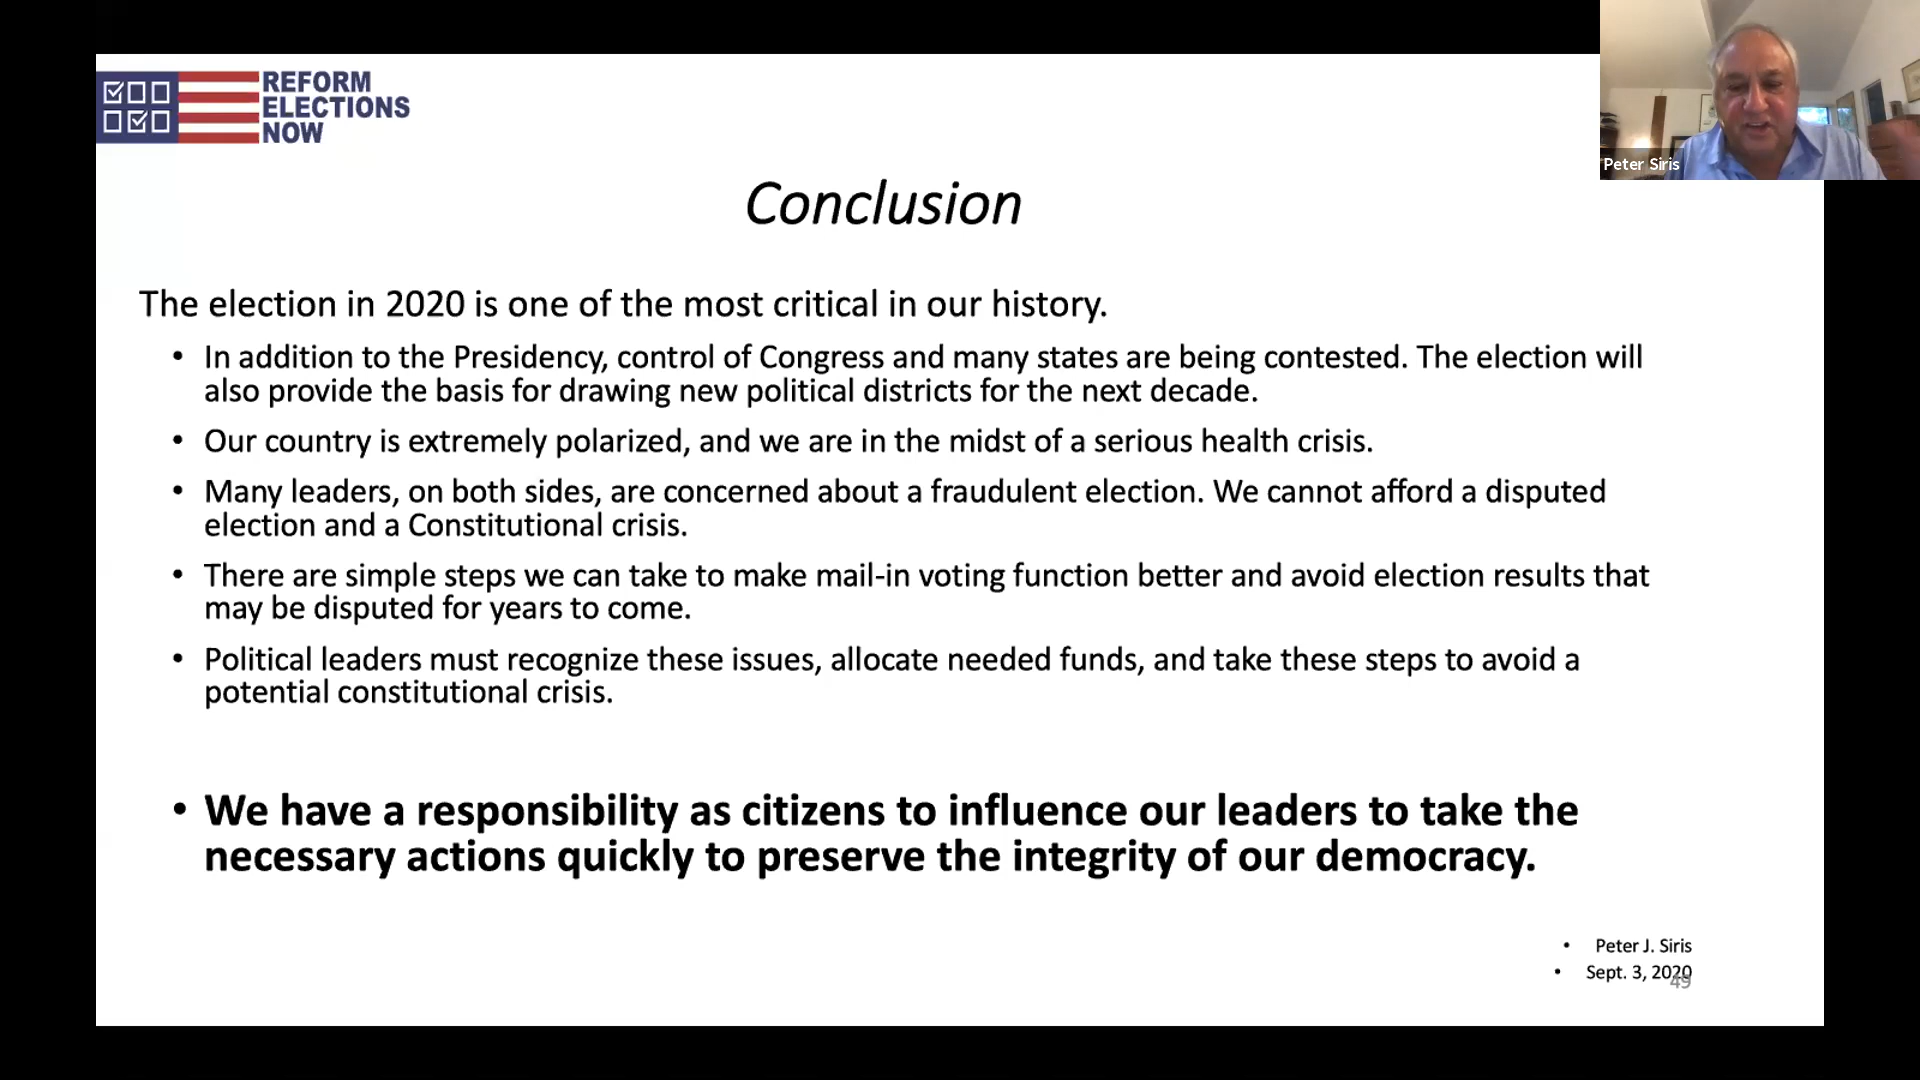 REFORM
ELECTIONS
NOW
Peter Siris
Conclusion
The election in 2020 is one of the most critical in our history.
• In addition to the Presidency, control of Congress and many states are being contested. The election will
also provide the basis for drawing new political districts for the next decade.
• Our country is extremely polarized, and we are in the midst of a serious health crisis.
• Many leaders, on both sides, are concerned about a fraudulent election. We cannot afford a disputed
election and a Constitutional crisis.
• There are simple steps we can take to make mail-in voting function better and avoid election results that
may be disputed for years to come.
• Political leaders must recognize these issues, allocate needed funds, and take these steps to avoid a
potential constitutional crisis.
• We have a responsibility as citizens to influence our leaders to take the
necessary actions quickly to preserve the integrity of our democracy.
• Peter J. Siris
• Sept. 3, 2020
49